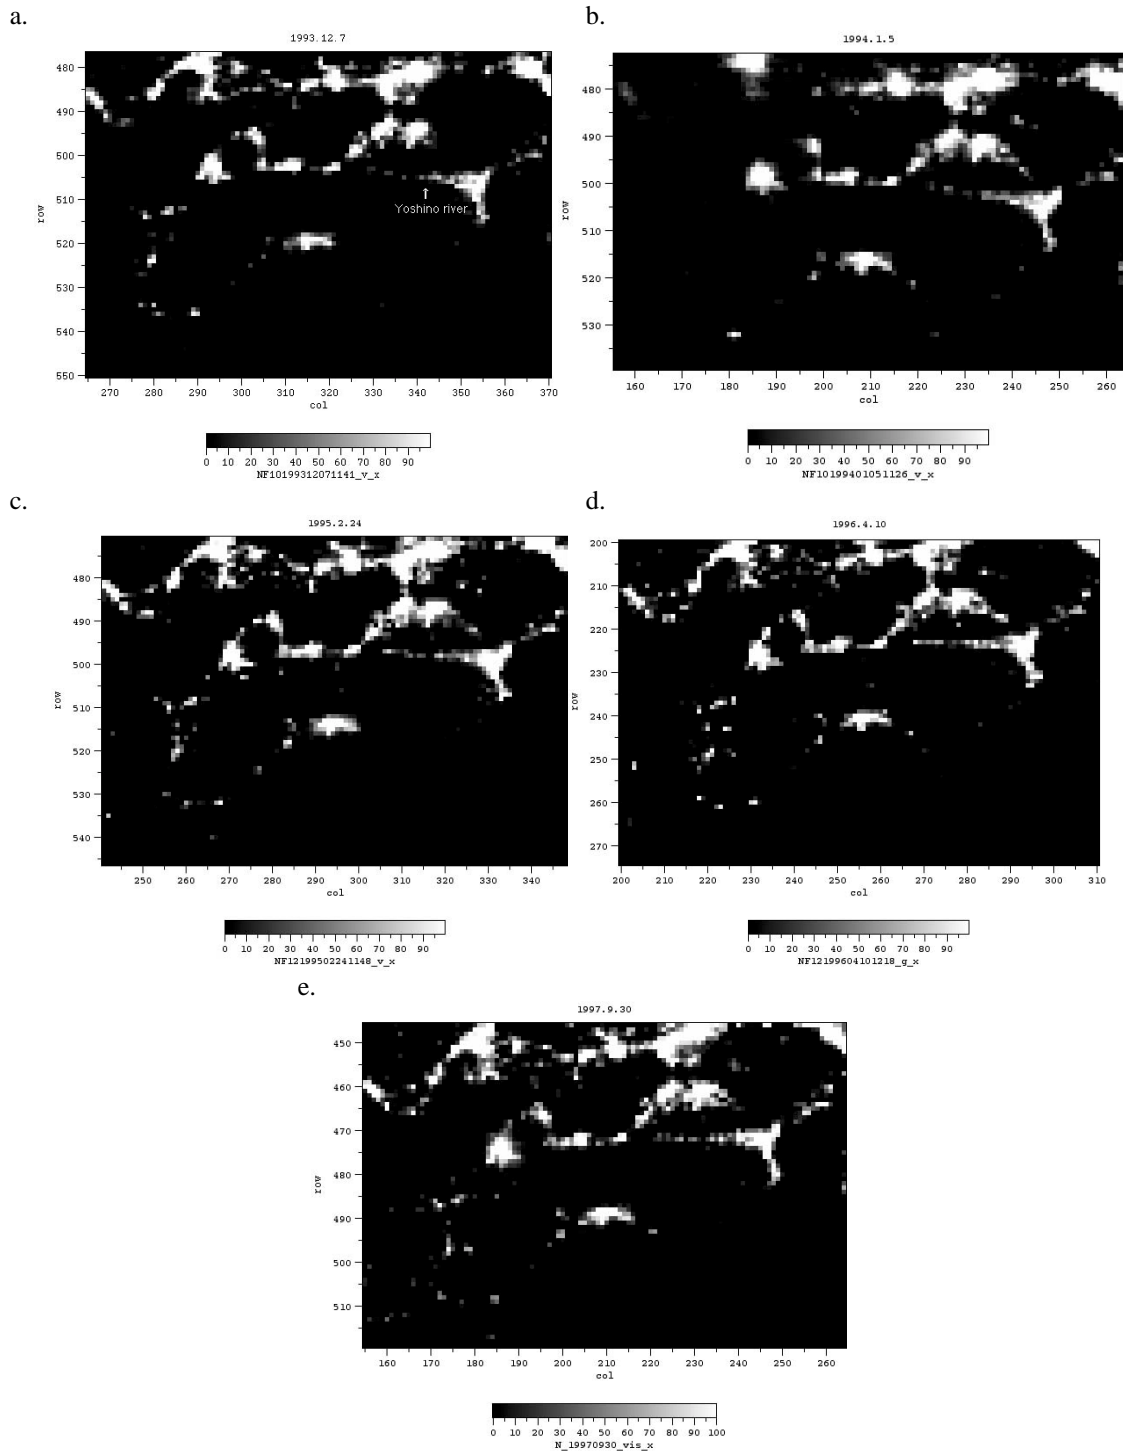 a.
1993.12.7
480
490
500
510
520
530
540
550
row
↑
Yoshino river
270 280 290 300 310 320 330 340 350 360 370
col
0 10 20 30 40 50 60 70 80 90
NF10199312071141_v_x
b.
1994.1.5
480
490
500
510
520
530
row
160 170 180 190 200 210 220 230 240 250 260
col
0 10 20 30 40 50 60 70 80 90
NF10199401051126_v_x
c.
1995.2.24
480
490
500
510
520
530
540
row
250 260 270 280 290 300 310 320 330 340
col
0 10 20 30 40 50 60 70 80 90
NF12199502241148_v_x
d.
1996.4.10
200
210
220
230
240
250
260
270
row
200 210 220 230 240 250 260 270 280 290 300 310
col
0 10 20 30 40 50 60 70 80 90
NF12199604101218_g_x
e.
1997.9.30
450
460
470
480
490
500
510
row
160 170 180 190 200 210 220 230 240 250 260
col
0 10 20 30 40 50 60 70 80 90 100
N_19970930_vis_x